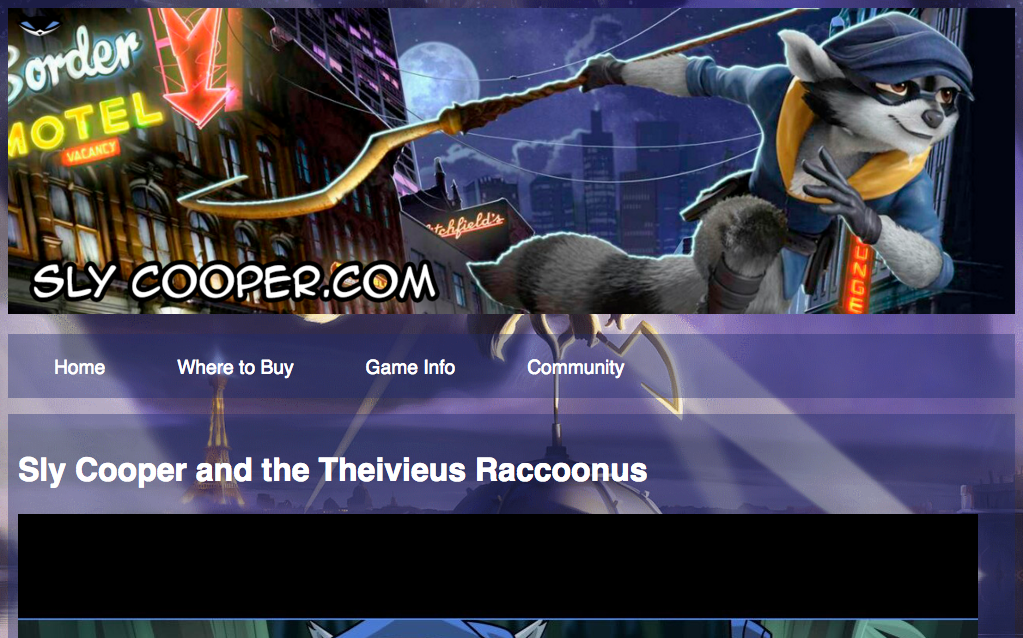 Border
MOTEL
VACANCY
tchfield's
UNGE
SLY COOPER.COM
Home Where to Buy Game Info Community
Sly Cooper and the Theivieus Raccoonus